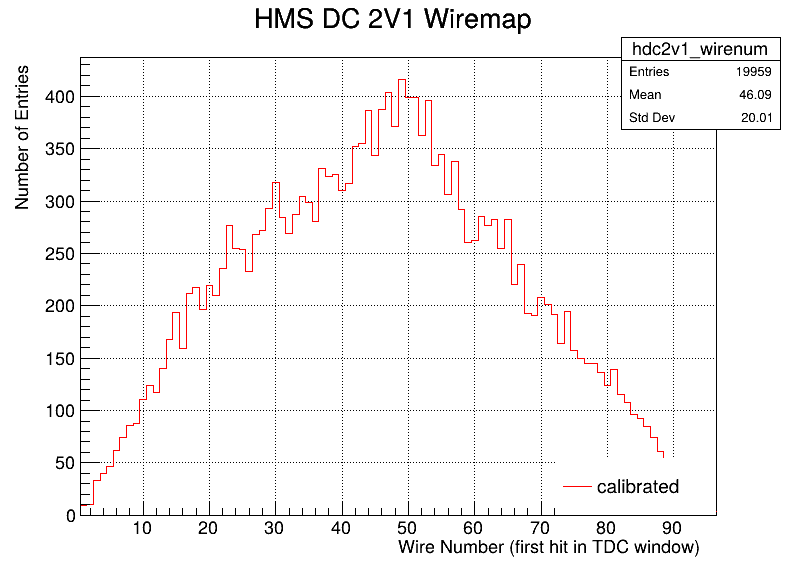 HMS DC 2V1 Wiremap
hdc2v1_wirenum
Entries 19959
Mean 46.09
Std Dev 20.01
Number of Entries
400
350
300
250
200
150
100
50
0
calibrated
10 20 30 40 50 60 70 80 90
Wire Number (first hit in TDC window)